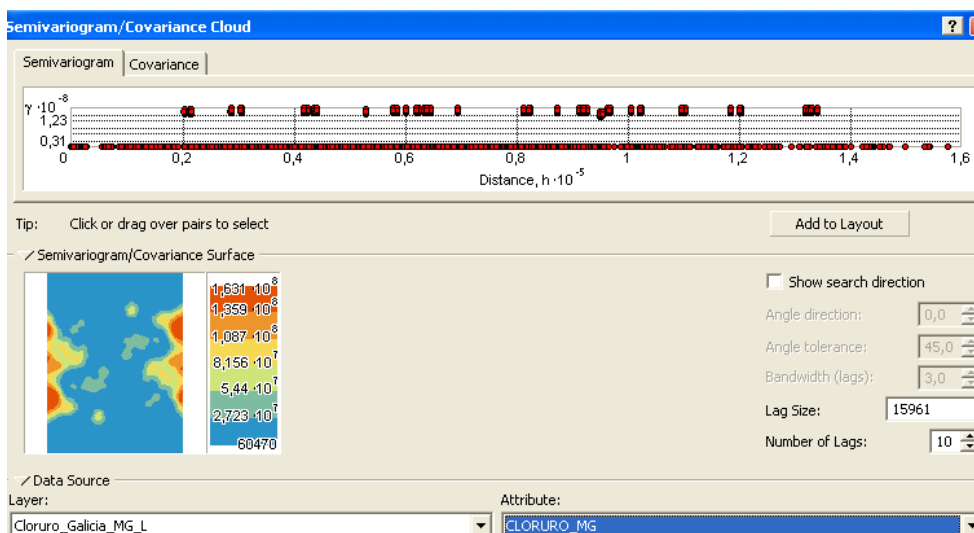 Semivariogram/Covariance Cloud
Semivariogram Covariance
γ ·10 -8
1,23
0,31
0 0,2 0,4 0,6 0,8 1 1,2 1,4 1,6
Distance, h ·10 -5
Tip: Click or drag over pairs to select Add to Layout
Semivariogram/Covariance Surface
1,631 ·10 8
1,359 ·10 8
1,087 ·10 8
8,156 ·10 7
5,44 ·10 7
2,723 ·10 7
60470
Show search direction
Angle direction: 0,0
Angle tolerance: 45,0
Bandwidth (lags): 3,0
Lag Size: 15961
Number of Lags: 10
Data Source
Layer: Attribute:
Cloruro_Galicia_MG_L CLORURO_MG